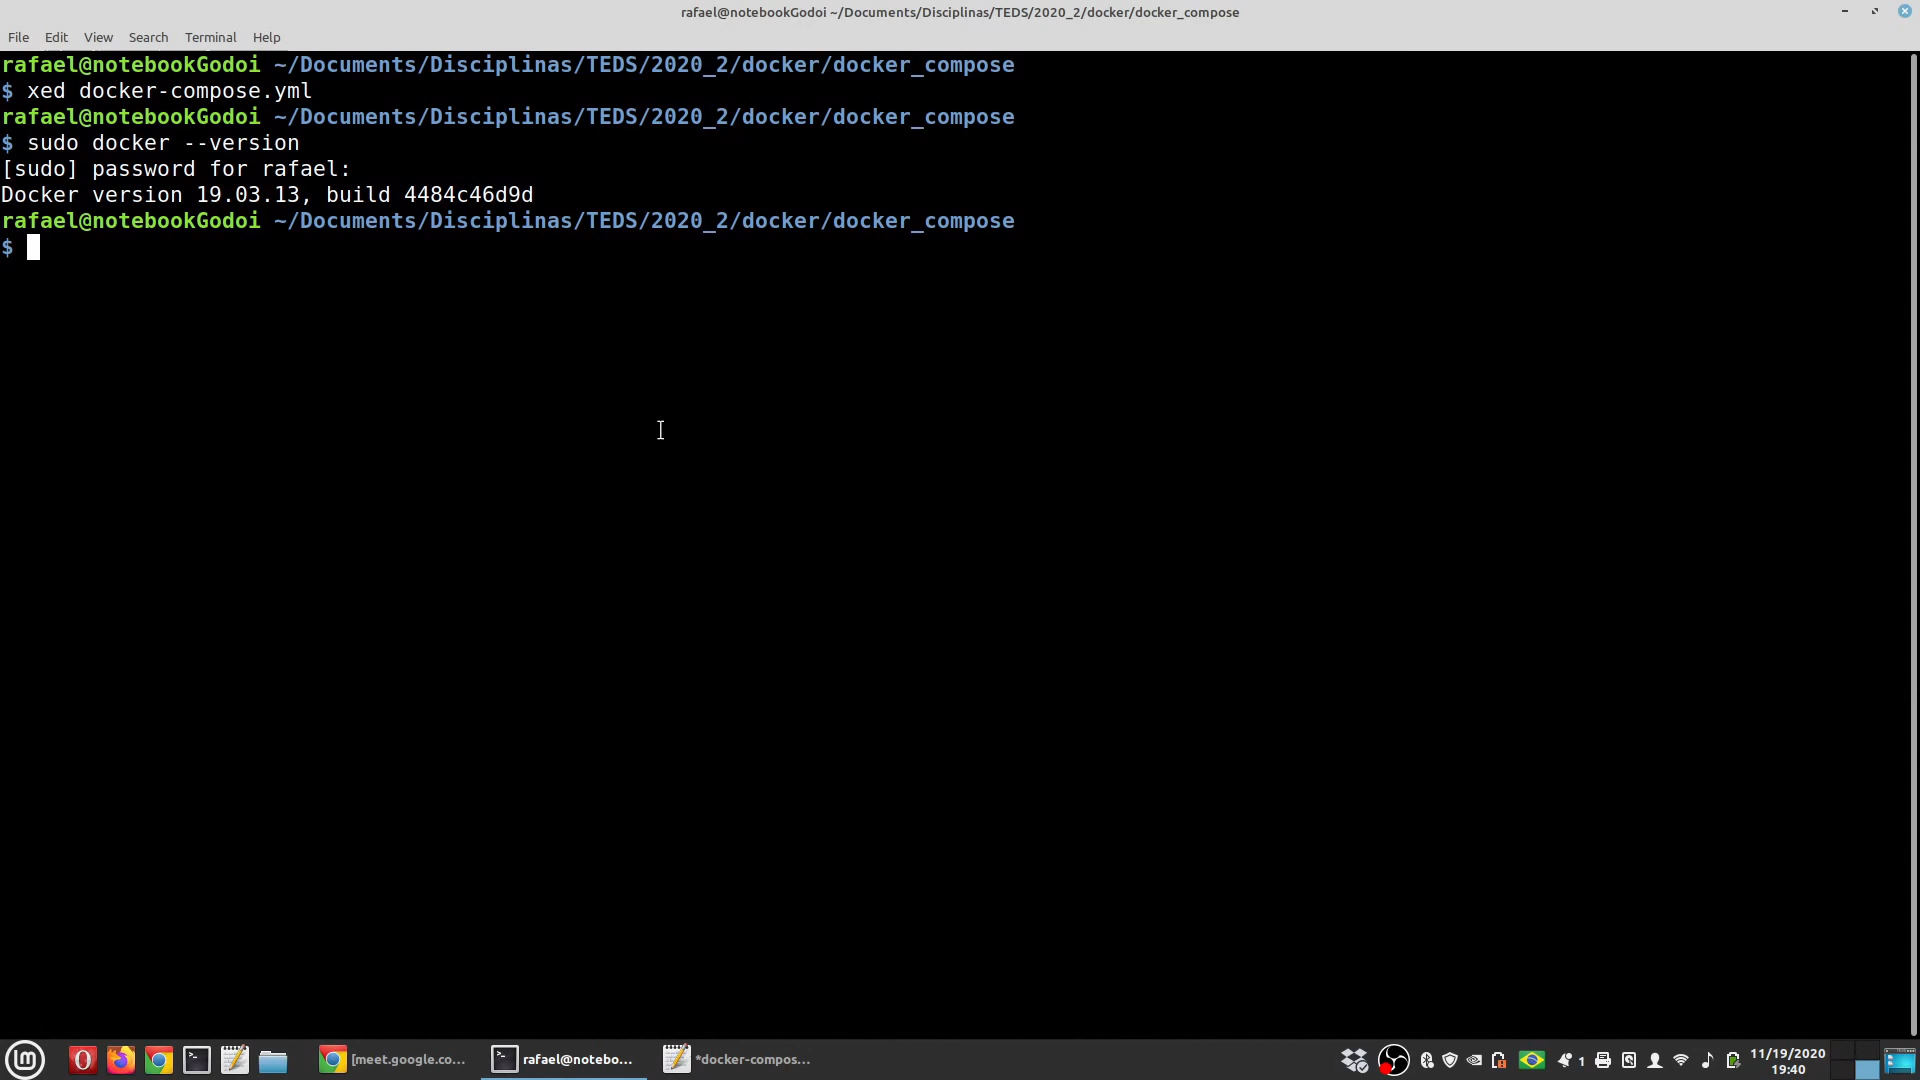 rafael@notebookGodoi ~/Documents/Disciplinas/TEDS/2020_2/docker/docker_compose
File Edit View Search Terminal Help
rafael@notebookGodoi ~/Documents/Disciplinas/TEDS/2020_2/docker/docker_compose
$ xed docker-compose.yml
rafael@notebookGodoi ~/Documents/Disciplinas/TEDS/2020_2/docker/docker_compose
$ sudo docker --version
[sudo] password for rafael:
Docker version 19.03.13, build 4484c46d9d
rafael@notebookGodoi ~/Documents/Disciplinas/TEDS/2020_2/docker/docker_compose
$
[meet.google.co... rafael@notebo... *docker-compos... 1 11/19/2020
19:40